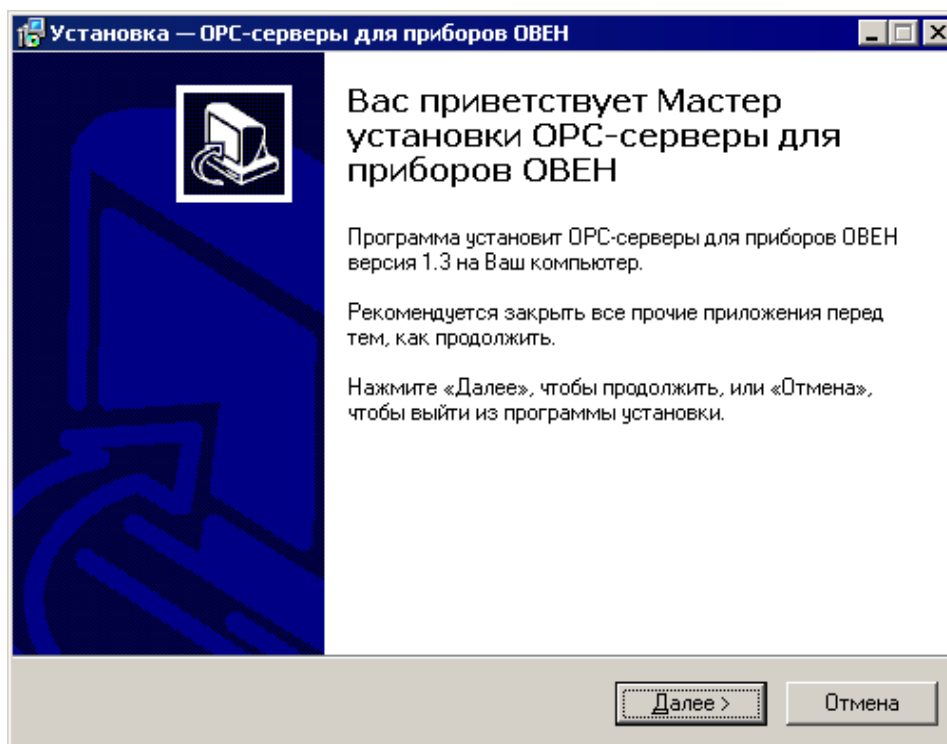 Установка — ОРС-серверы для приборов ОВЕН
Вас приветствует Мастер
установки ОРС-серверы для
приборов ОВЕН
Программа установит ОРС-серверы для приборов ОВЕН
версия 1.3 на Ваш компьютер.
Рекомендуется закрыть все прочие приложения перед
тем, как продолжить.
Нажмите «Далее», чтобы продолжить, или «Отмена»,
чтобы выйти из программы установки.
Далее >
Отмена